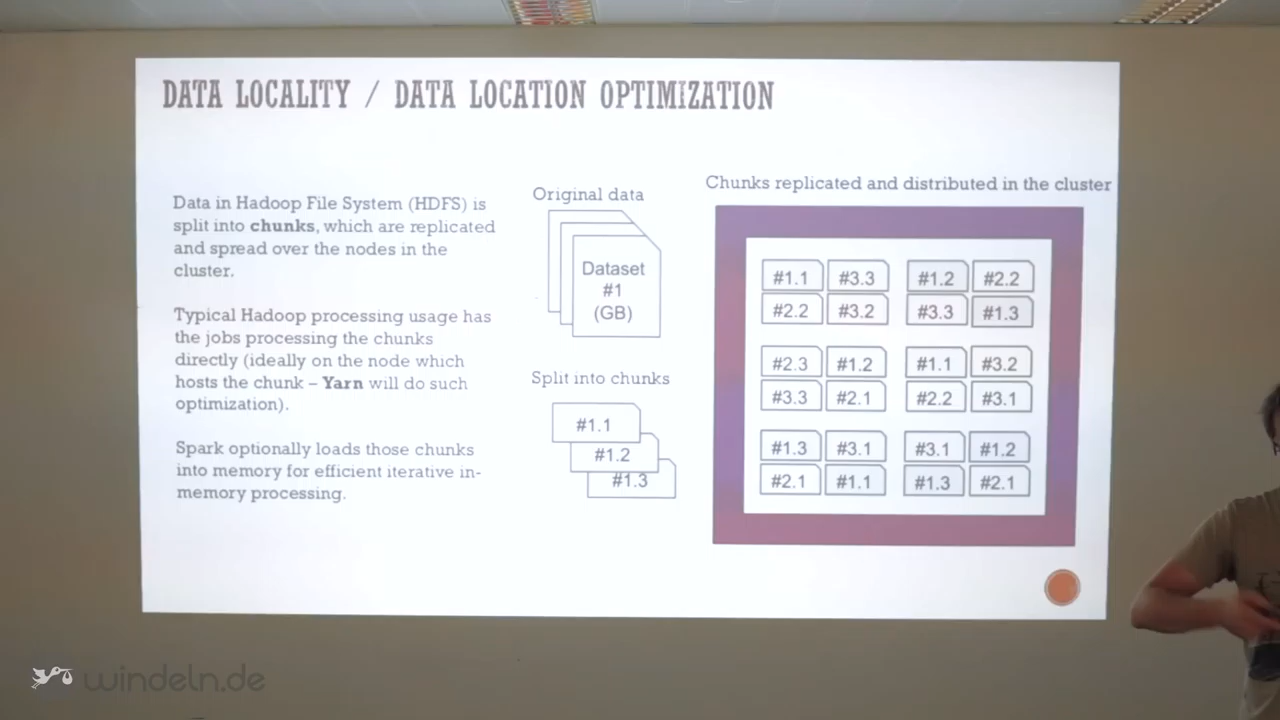 DATA LOCALITY / DATA LOCATION OPTIMIZATION
Data in Hadoop File System (HDFS) is
split into chunks, which are replicated
and spread over the nodes in the
cluster.
Typical Hadoop processing usage has
the jobs processing the chunks
directly (ideally on the node which
hosts the chunk – Yarn will do such
optimization).
Spark optionally loads those chunks
into memory for efficient iterative in-
memory processing.
Original data
Dataset
#1
(GB)
Split into chunks
#1.1
#1.2
#1.3
Chunks replicated and distributed in the cluster
#1.1 #3.3 #1.2 #2.2
#2.2 #3.2 #3.3 #1.3
#2.3 #1.2 #1.1 #3.2
#3.3 #2.1 #2.2 #3.1
#1.3 #3.1 #3.1 #1.2
#2.1 #1.1 #1.3 #2.1
windeln.de